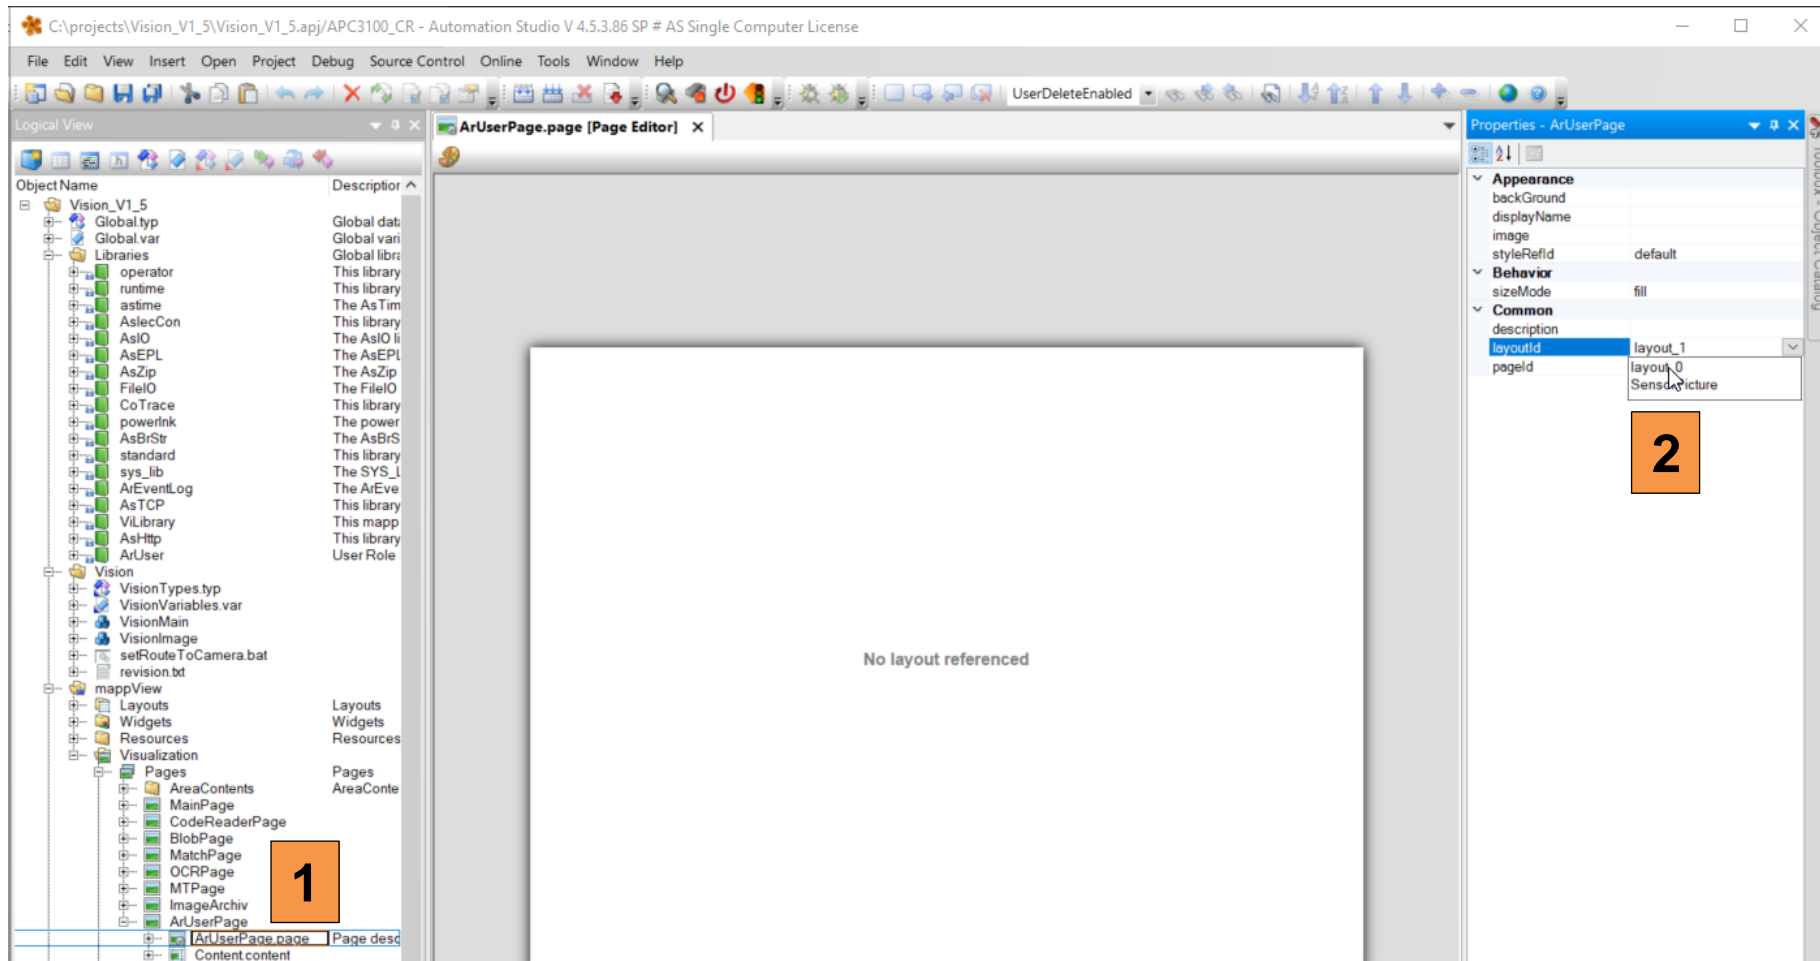 C:\projects\Vision_V1_5\Vision_V1_5.apj/APC3100_CR - Automation Studio V 4.5.3.86 SP # AS Single Computer License
File Edit View Insert Open Project Debug Source Control Online Tools Window Help
UserDeleteEnabled
Logical View
ArUserPage.page [Page Editor]
Properties - ArUserPage
Object Name Description
Vision_V1_5
Global.typ Global data
Global.var Global vari
Libraries Global libra
operator This library
runtime This library
astime The AsTim
AsIecCon This library
AsIO The AsIO li
AsEPL The AsEPL
AsZip The AsZip
FileIO The FileIO
CoTrace This library
powerlnk The power
AsBrStr The AsBrS
standard This library
sys_lib The SYS_L
ArEventLog The ArEve
AsTCP This library
ViLibrary This mapp
AsHttp This library
ArUser User Role
Vision
VisionTypes.typ
VisionVariables.var
VisionMain
VisionImage
setRouteToCamera.bat
revision.txt
mappView
Layouts Layouts
Widgets Widgets
Resources Resources
Visualization
Pages Pages
AreaContents AreaConte
MainPage
CodeReaderPage
BlobPage
MatchPage
OCRPage
MTPage
ImageArchiv
ArUserPage
ArUserPage.page Page desc
Content.content
1
No layout referenced
Appearance
backGround
displayName
image
styleRefId default
Behavior
sizeMode fill
Common
description
layoutId layout_1
pageId
layout_0
2
Toolbox - Object Catalog